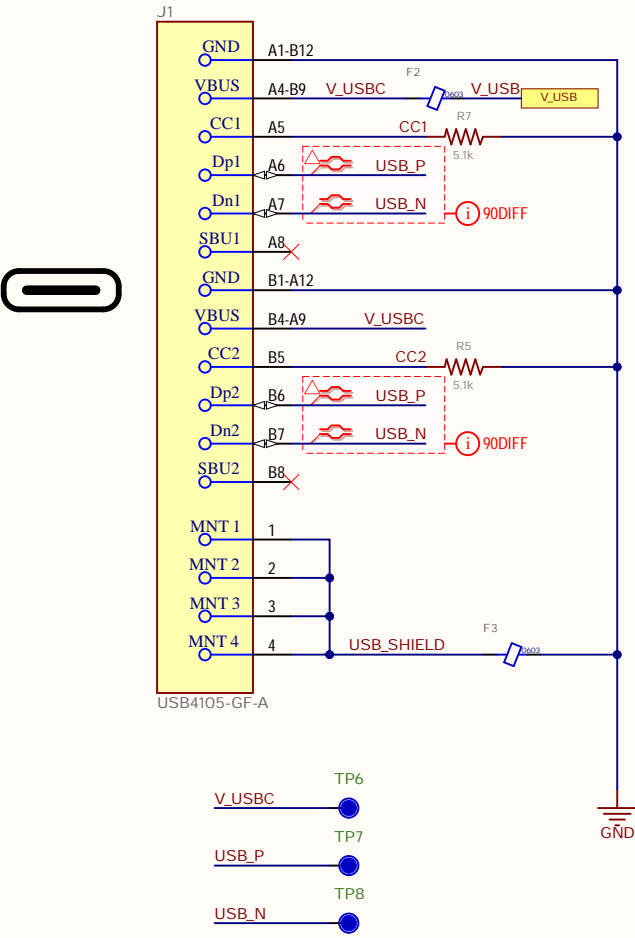 J1
GND A1-B12
F2
VBUS A4-B9 V_USBC 0603 V_USB V_USB
R7
CC1 A5 CC1
5.1k
Dp1 A6 USB_P
Dn1 A7 USB_N i 90DIFF
SBU1 A8
GND B1-A12
VBUS B4-A9 V_USBC
R5
CC2 B5 CC2
5.1k
Dp2 B6 USB_P
Dn2 B7 USB_N i 90DIFF
SBU2 B8
MNT 1 1
MNT 2 2
MNT 3 3
F3
MNT 4 4 USB_SHIELD 0603
USB4105-GF-A
TP6
V_USBC
GND
TP7
USB_P
TP8
USB_N